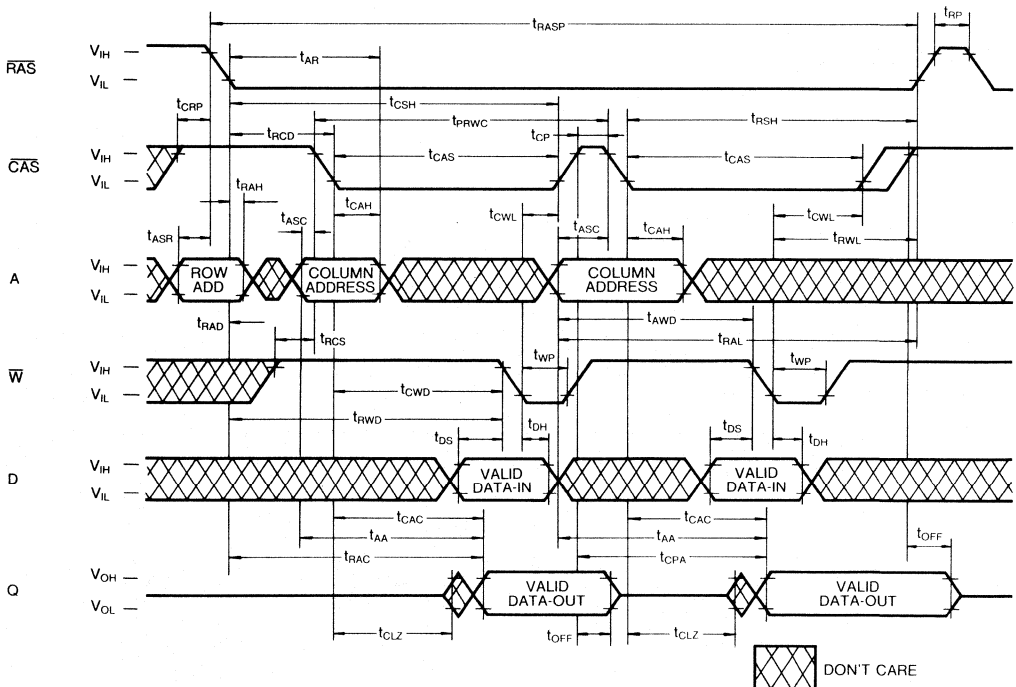 tRASP
tRP
RAS
VIH
VIL
tAR
tCRP
tCSH
tRCD
tPRWC
tCP
tRSH
CAS
VIH
VIL
tCAS
tCAS
tRAH
tCAH
tASC
tCWL
tCWL
tASR
tASC
tCAH
tRWL
A
VIH
VIL
ROW
ADD
COLUMN
ADDRESS
COLUMN
ADDRESS
tRAD
tAWD
tRCS
tRAL
W
VIH
VIL
tWP
tWP
tCWD
tRWD
tDS
tDH
tDS
tDH
D
VIH
VIL
VALID
DATA-IN
VALID
DATA-IN
tCAC
tCAC
tAA
tAA
tOFF
tRAC
tCPA
Q
VOH
VOL
VALID
DATA-OUT
VALID
DATA-OUT
tCLZ
tOFF
tCLZ
DON'T CARE